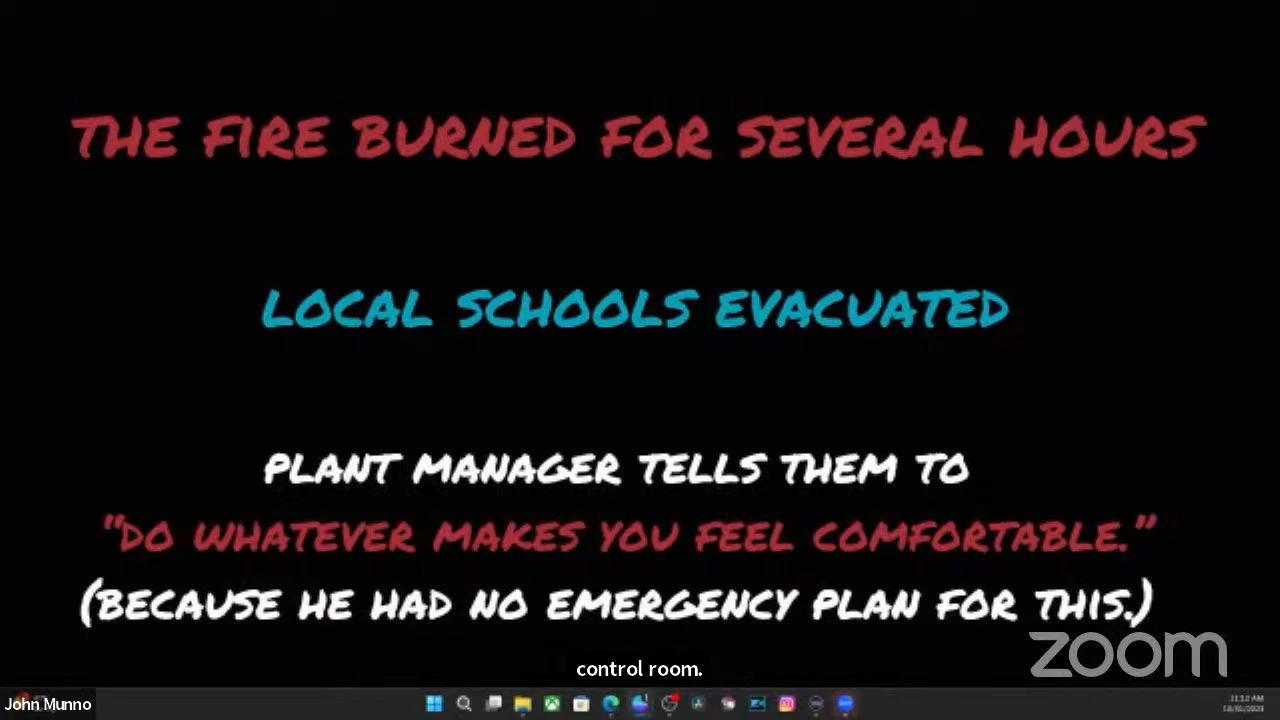 THE FIRE BURNED FOR SEVERAL HOURS
LOCAL SCHOOLS EVACUATED
PLANT MANAGER TELLS THEM TO
“DO WHATEVER MAKES YOU FEEL COMFORTABLE.”
(BECAUSE HE HAD NO EMERGENCY PLAN FOR THIS.)
zoom
control room.
John Munno